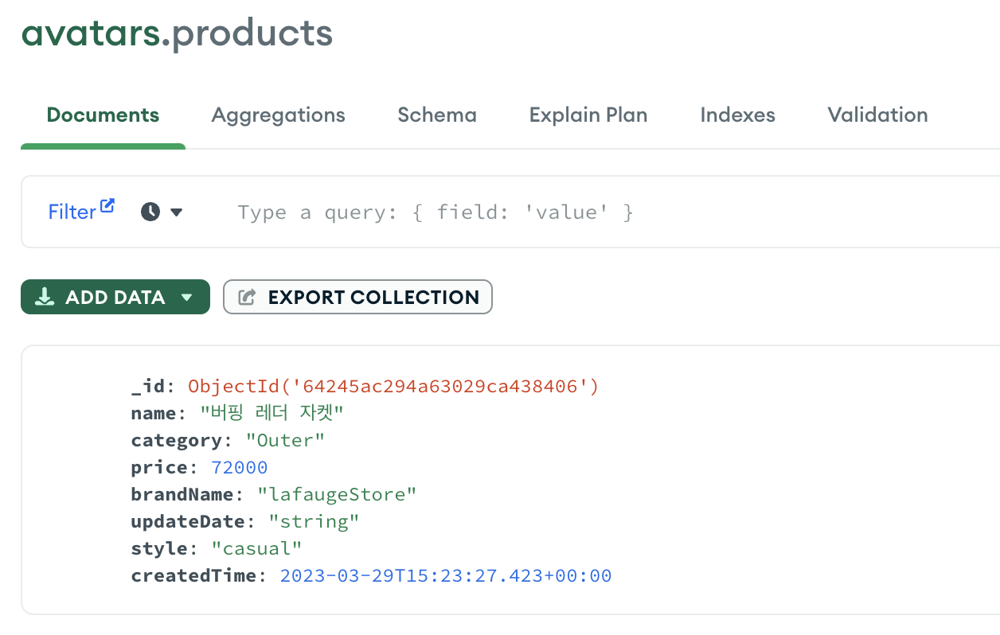 avatars.products
Documents Aggregations Schema Explain Plan Indexes Validation
Filter Type a query: { field: 'value' }
ADD DATA EXPORT COLLECTION
_id: ObjectId('64245ac294a63029ca438406')
name: "버핑 레더 자켓"
category: "Outer"
price: 72000
brandName: "lafaugeStore"
updateDate: "string"
style: "casual"
createdTime: 2023-03-29T15:23:27.423+00:00